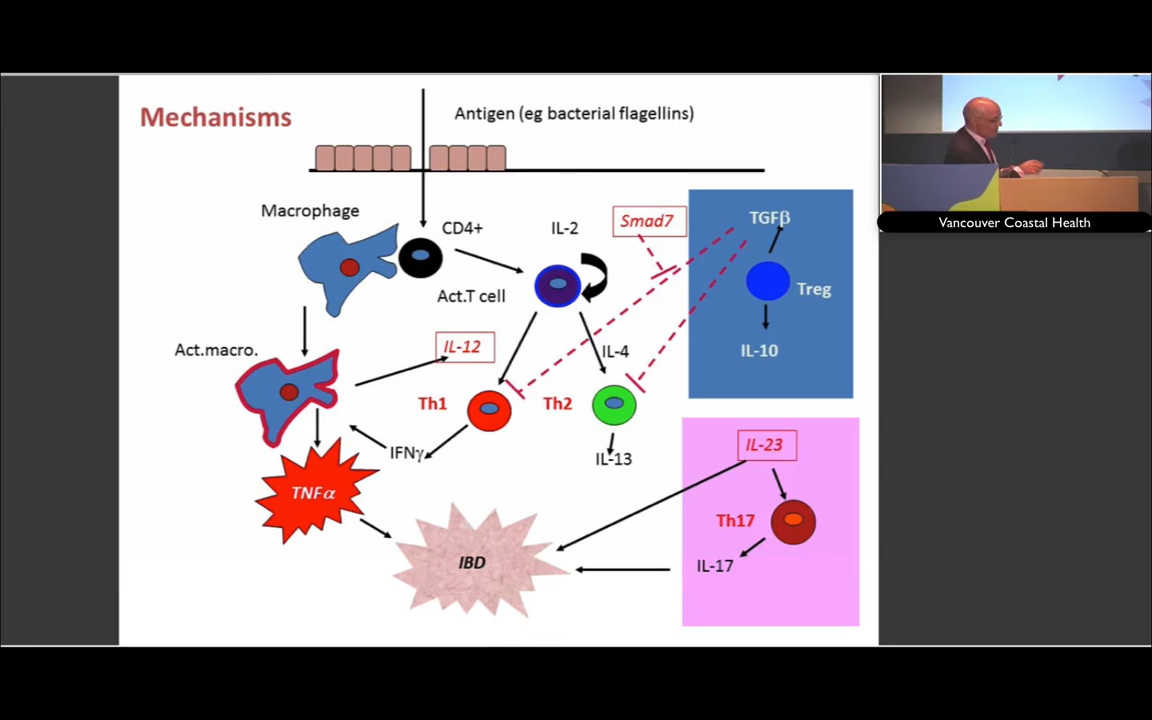 Mechanisms
Antigen (eg bacterial flagellins)
Macrophage
CD4+
IL-2
Smad7
TGFβ
Act.T cell
Treg
Act.macro.
IL-12
IL-4
IL-10
Th1
Th2
IFNγ
IL-13
IL-23
TNFα
Th17
IBD
IL-17
Vancouver Coastal Health